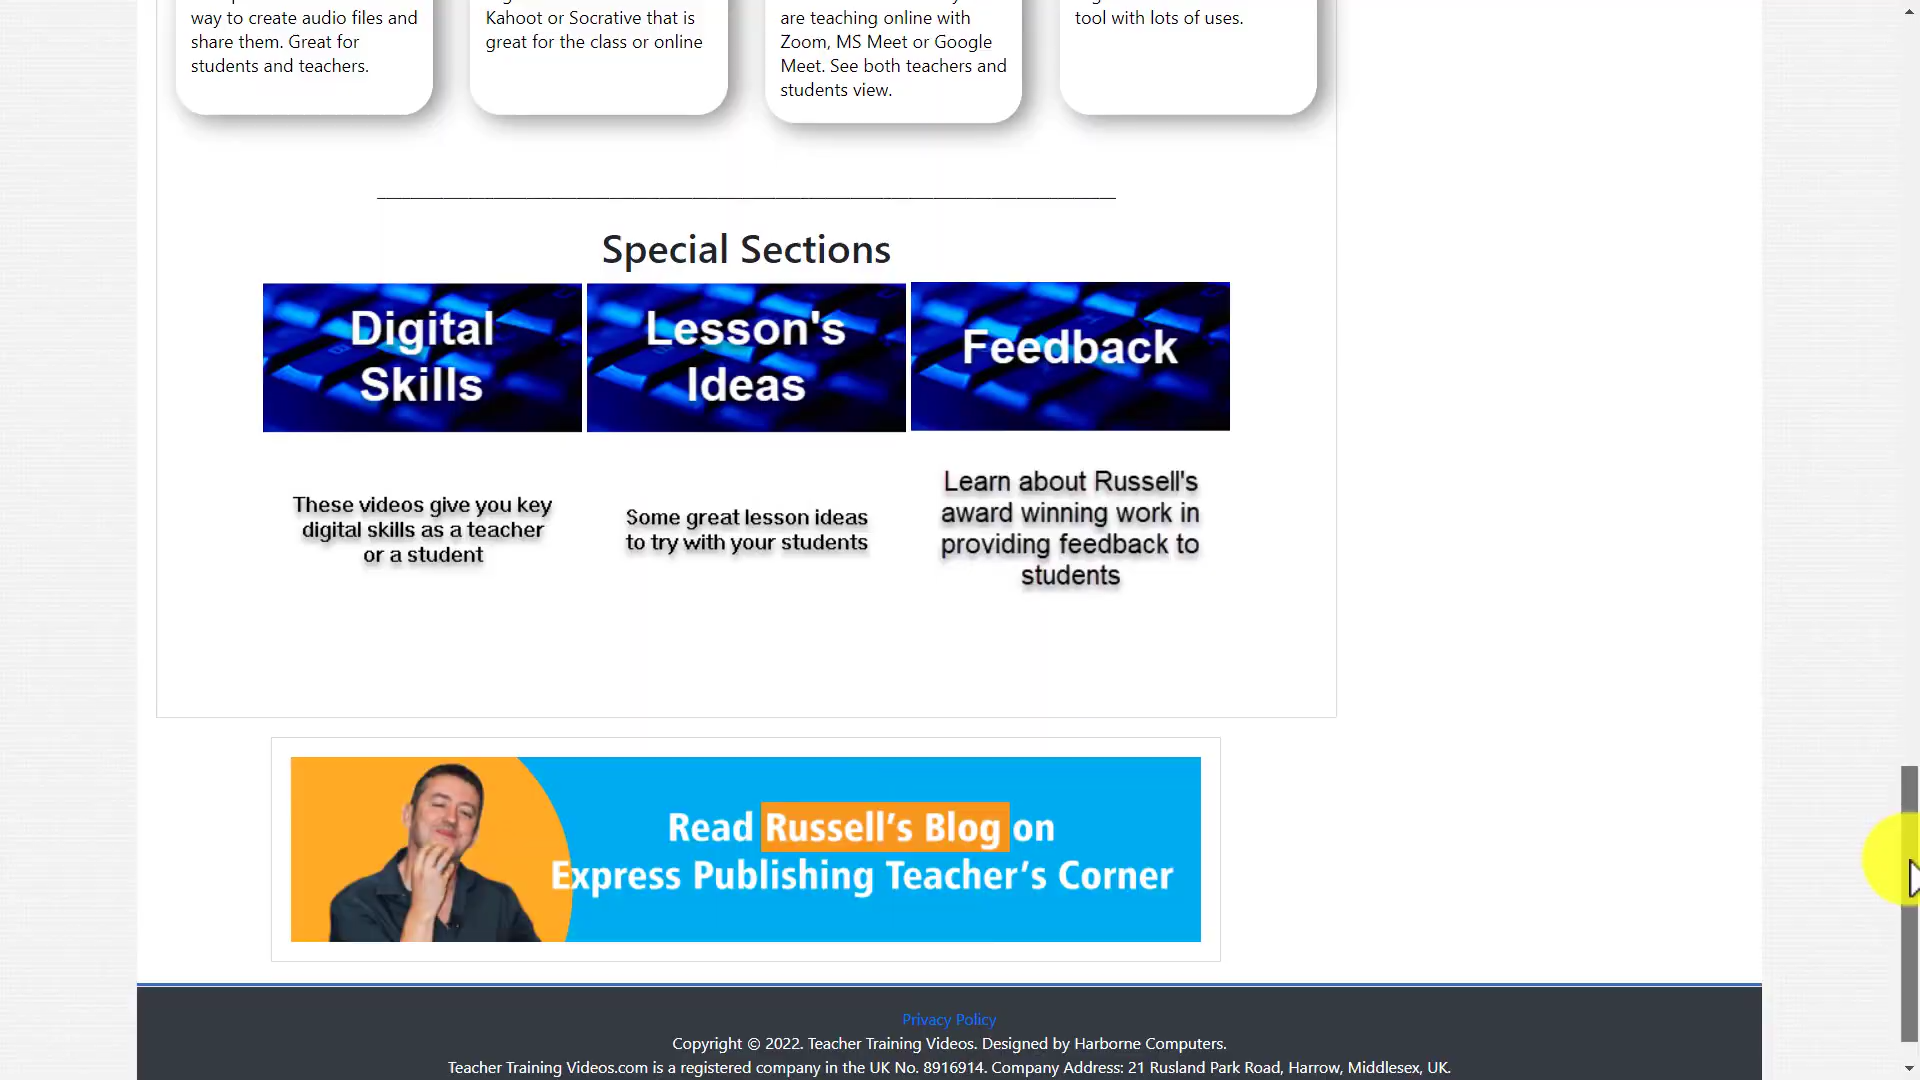 way to create audio files and
share them. Great for
students and teachers.
Kahoot or Socrative that is
great for the class or online
are teaching online with
Zoom, MS Meet or Google
Meet. See both teachers and
students view.
tool with lots of uses.
Special Sections
Digital
Skills
Lesson's
Ideas
Feedback
These videos give you key
digital skills as a teacher
or a student
Some great lesson ideas
to try with your students
Learn about Russell's
award winning work in
providing feedback to
students
Read Russell's Blog on
Express Publishing Teacher's Corner
Privacy Policy
Copyright © 2022. Teacher Training Videos. Designed by Harborne Computers.
Teacher Training Videos.com is a registered company in the UK No. 8916914. Company Address: 21 Rusland Park Road, Harrow, Middlesex, UK.